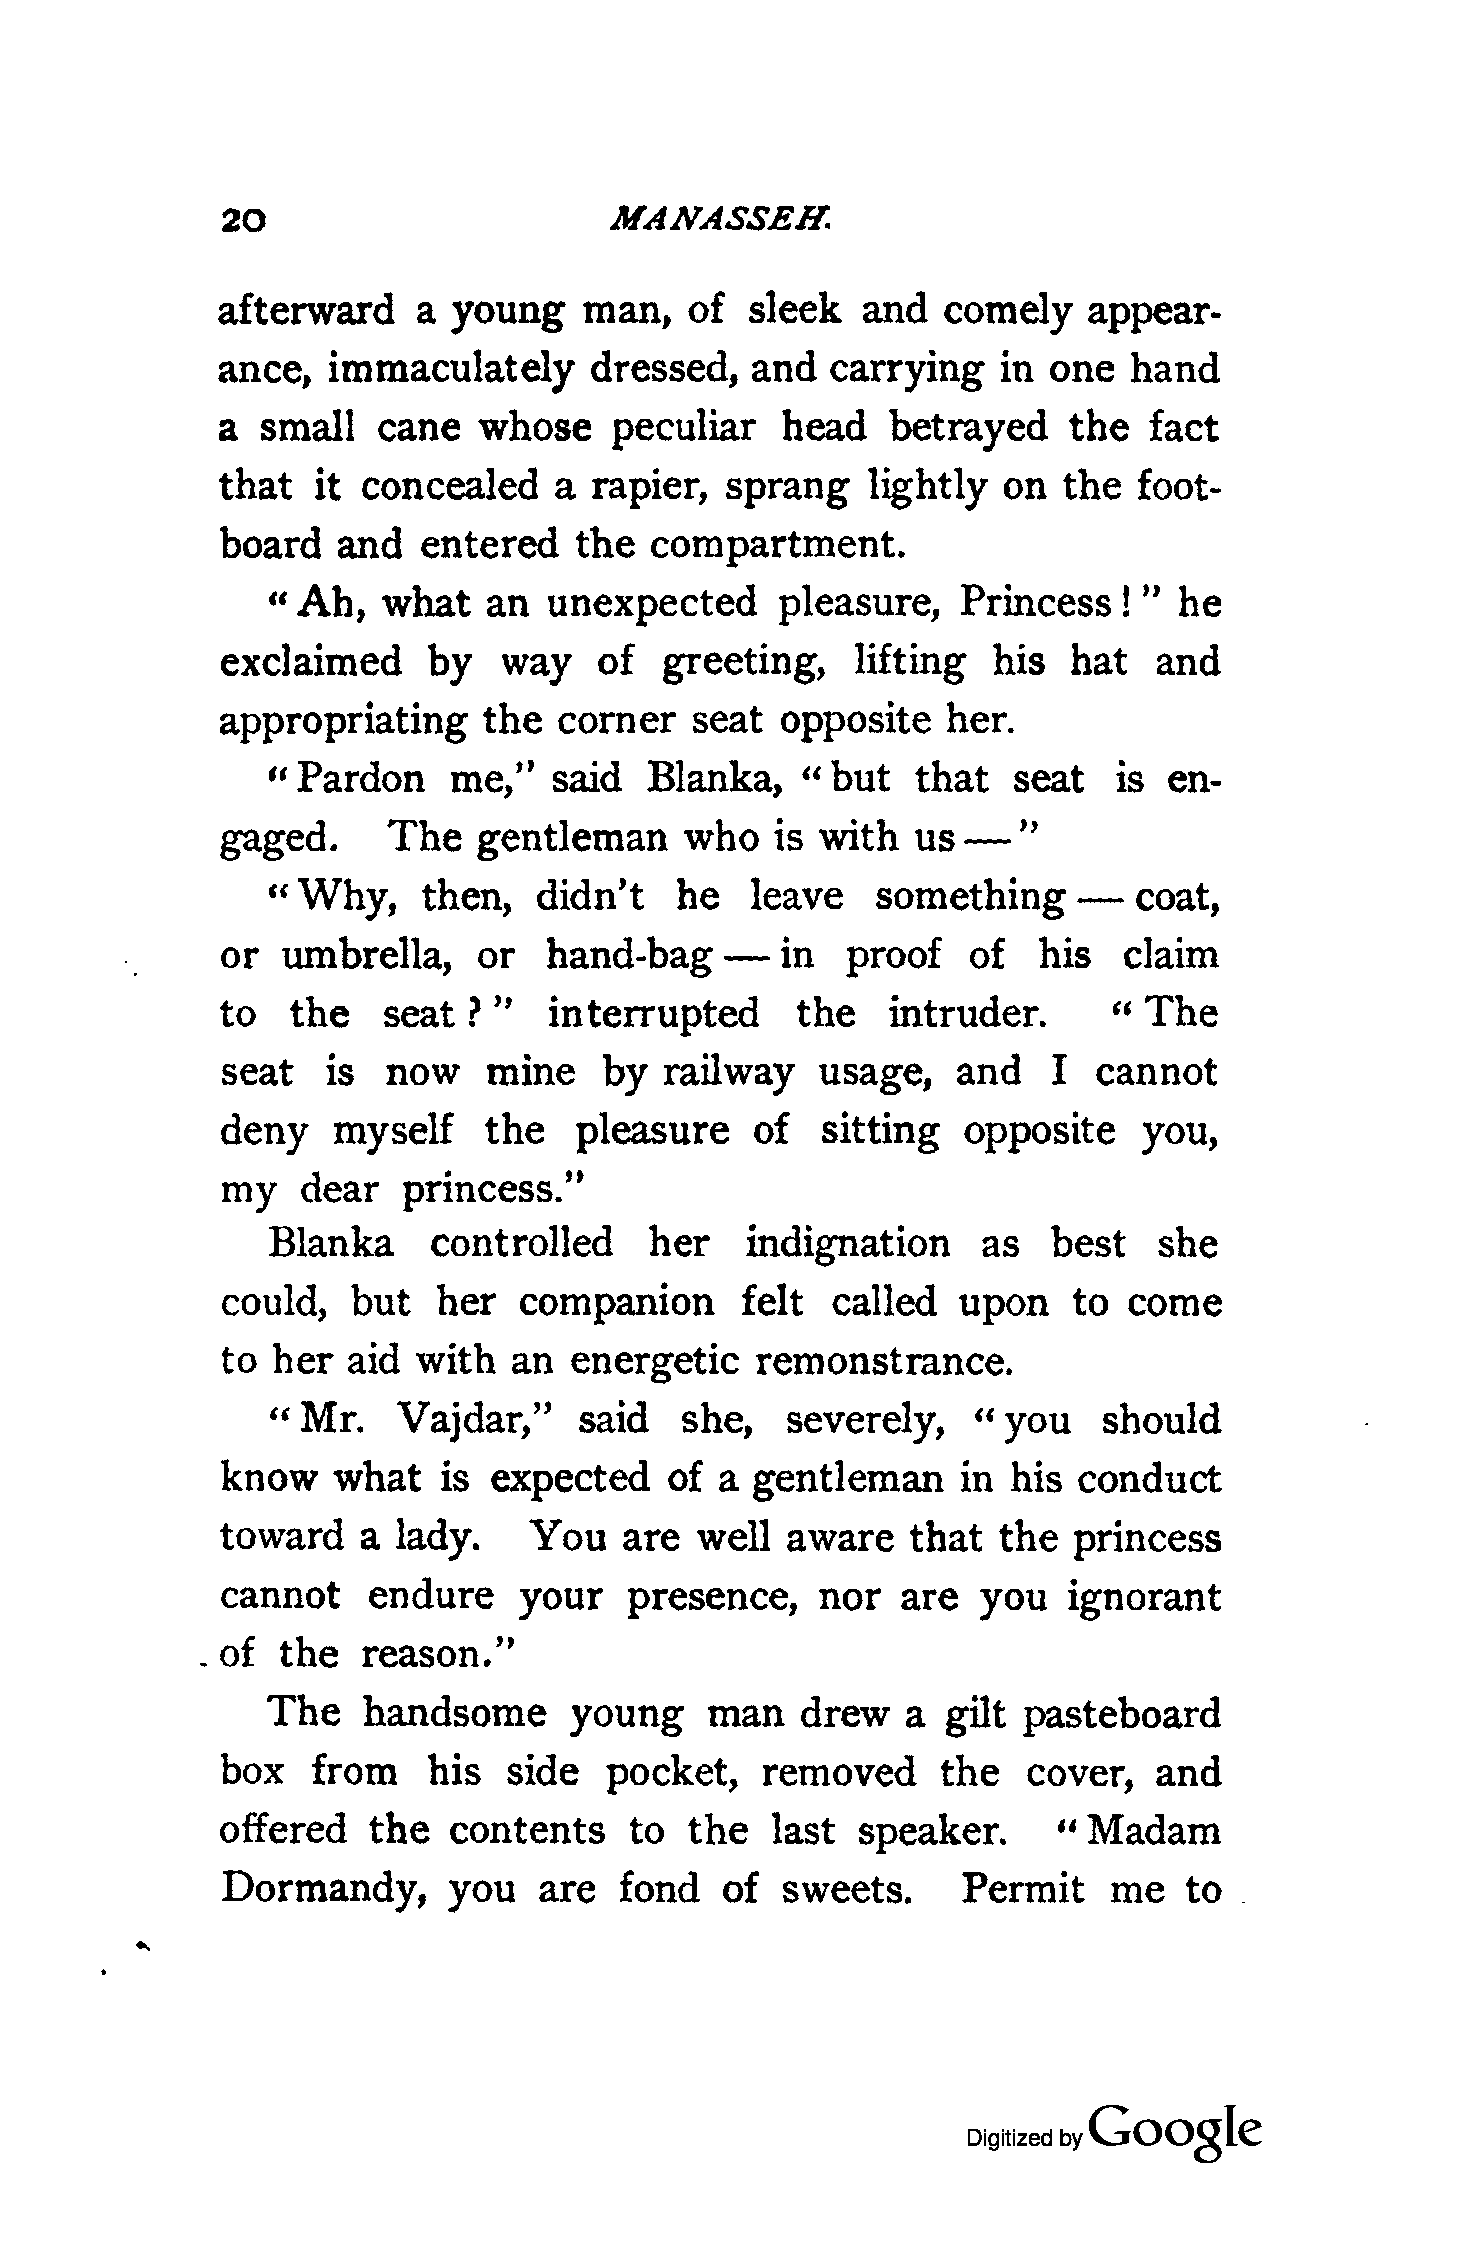 20 MANASSEH.
afterward a young man, of sleek and comely appear-
ance, immaculately dressed, and carrying in one hand
a small cane whose peculiar head betrayed the fact
that it concealed a rapier, sprang lightly on the foot-
board and entered the compartment.
“Ah, what an unexpected pleasure, Princess!” he
exclaimed by way of greeting, lifting his hat and
appropriating the corner seat opposite her.
“Pardon me,” said Blanka, “but that seat is en-
gaged. The gentleman who is with us—”
“Why, then, didn't he leave something — coat,
or umbrella, or hand-bag — in proof of his claim
to the seat?” interrupted the intruder. “The
seat is now mine by railway usage, and I cannot
deny myself the pleasure of sitting opposite you,
my dear princess.”
Blanka controlled her indignation as best she
could, but her companion felt called upon to come
to her aid with an energetic remonstrance.
“Mr. Vajdar,” said she, severely, “you should
know what is expected of a gentleman in his conduct
toward a lady. You are well aware that the princess
cannot endure your presence, nor are you ignorant
of the reason.”
The handsome young man drew a gilt pasteboard
box from his side pocket, removed the cover, and
offered the contents to the last speaker. “Madam
Dormandy, you are fond of sweets. Permit me to
Digitized by Google